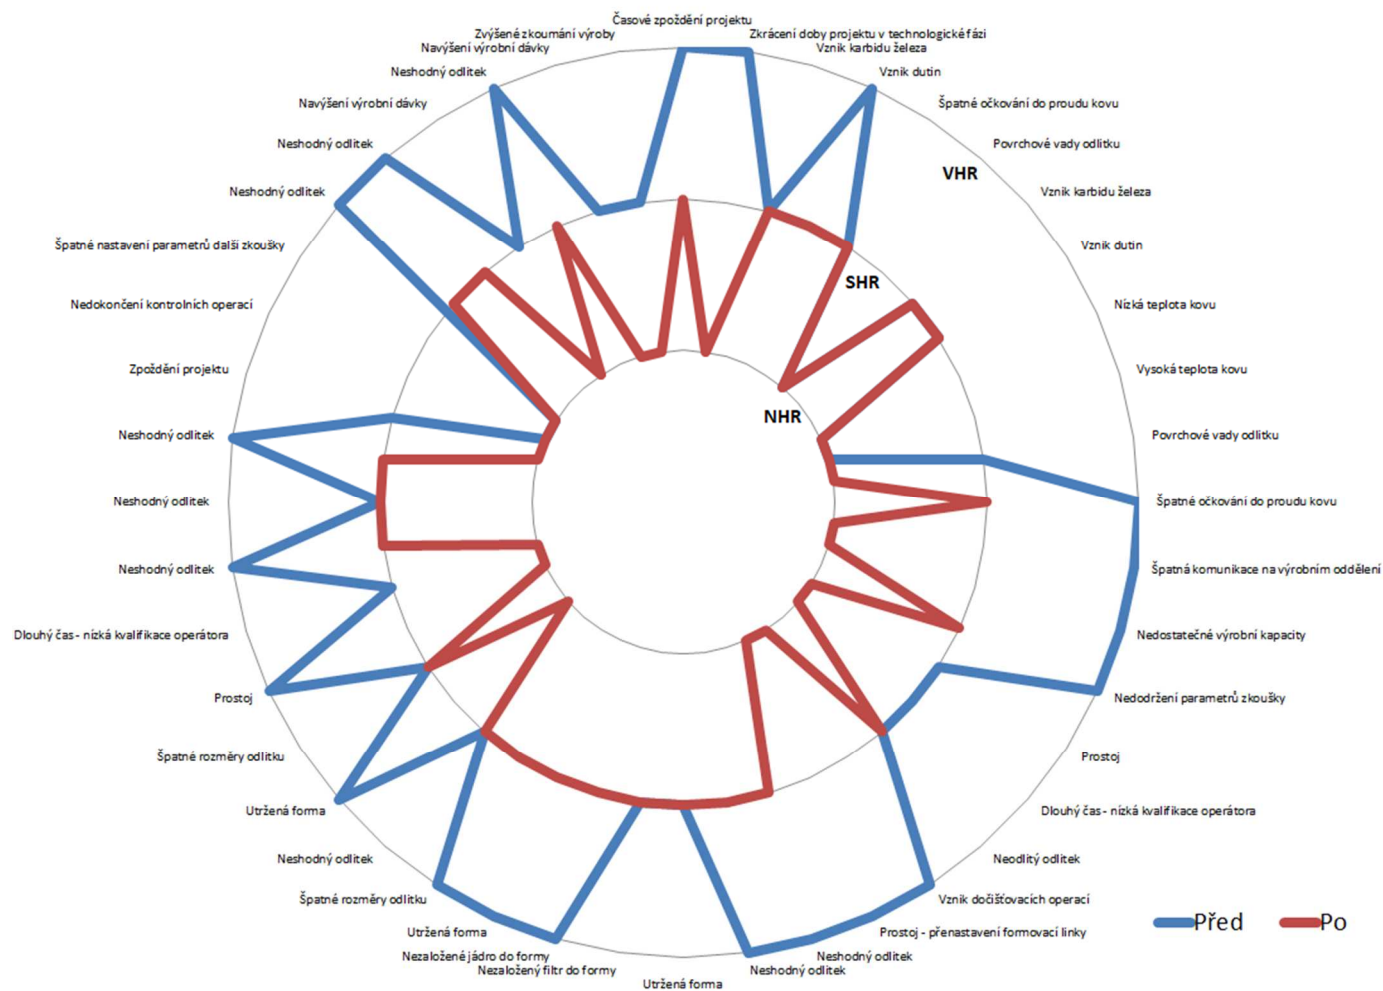 Časové zpoždění projektu
Zkrácení doby projektu v technologické fázi
Vznik karbidu železa
Vznik dutin
Špatné očkování do proudu kovu
Povrchové vady odlitku
Vznik karbidu železa
Vznik dutin
Nízká teplota kovu
Vysoká teplota kovu
Povrchové vady odlitku
Špatné očkování do proudu kovu
Špatná komunikace na výrobním oddělení
Nedostatečné výrobní kapacity
Nedodržení parametrů zkoušky
Prostoj
Dlouhý čas - nízká kvalifikace operátora
Neodlitý odlitek
Vznik dočišťovacích operací
Prostoj - přenastavení formovací linky
Neshodný odlitek
Neshodný odlitek
Utržená forma
Nezaložený filtr do formy
Nezaložené jádro do formy
Utržená forma
Špatné rozměry odlitku
Neshodný odlitek
Utržená forma
Špatné rozměry odlitku
Prostoj
Dlouhý čas - nízká kvalifikace operátora
Neshodný odlitek
Neshodný odlitek
Neshodný odlitek
Zpoždění projektu
Nedokončení kontrolních operací
Špatné nastavení parametrů další zkoušky
Neshodný odlitek
Neshodný odlitek
Navýšení výrobní dávky
Neshodný odlitek
Navýšení výrobní dávky
Zvýšené zkoumání výroby
VHR
SHR
NHR
Před
Po